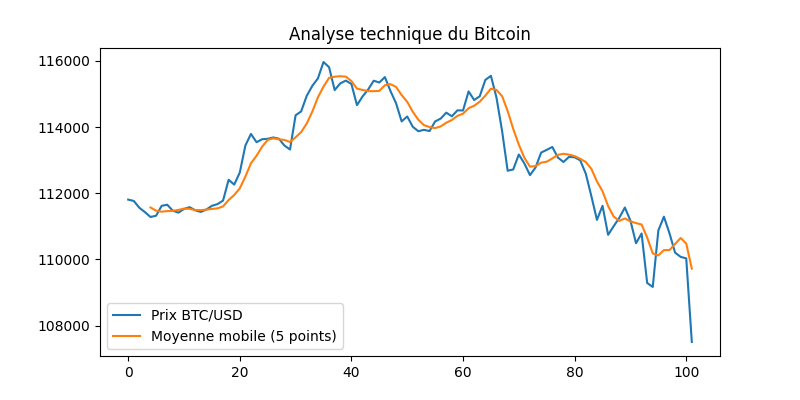 Analyse technique du Bitcoin
116000
114000
112000
110000
108000
Prix BTC/USD
Moyenne mobile (5 points)
0 20 40 60 80 100